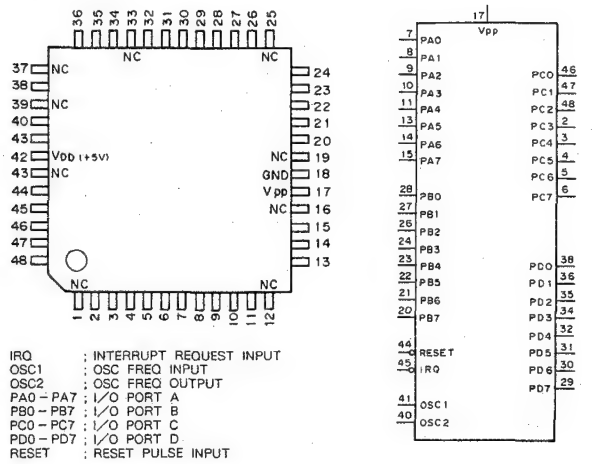 36 35 34 33 32 31 30 29 28 27 26 25
NC NC
37 NC
38
39 NC
40
43
42 VDD (+5V)
43 NC
44
45
46
47
48
24
23
22
21
20
NC 19
GND 18
Vpp 17
NC 16
15
14
13
NC NC
1 2 3 4 5 6 7 8 9 10 11 12
IRQ ; INTERRUPT REQUEST INPUT
OSC1 ; OSC FREQ INPUT
OSC2 ; OSC FREQ OUTPUT
PA0-PA7 ; I/O PORT A
PB0-PB7 ; I/O PORT B
PC0-PC7 ; I/O PORT C
PD0-PD7 ; I/O PORT D
RESET ; RESET PULSE INPUT
17
Vpp
7 PA0
8 PA1
9 PA2
10 PA3
11 PA4
13 PA5
14 PA6
15 PA7
28 PB0
27 PB1
26 PB2
24 PB3
23 PB4
22 PB5
21 PB6
20 PB7
44 RESET
45 IRQ
41 OSC1
40 OSC2
PC0 46
PC1 47
PC2 48
PC3 2
PC4 3
PC5 4
PC6 5
PC7 6
PD0 38
PD1 36
PD2 35
PD3 34
PD4 32
PD5 31
PD6 30
PD7 29